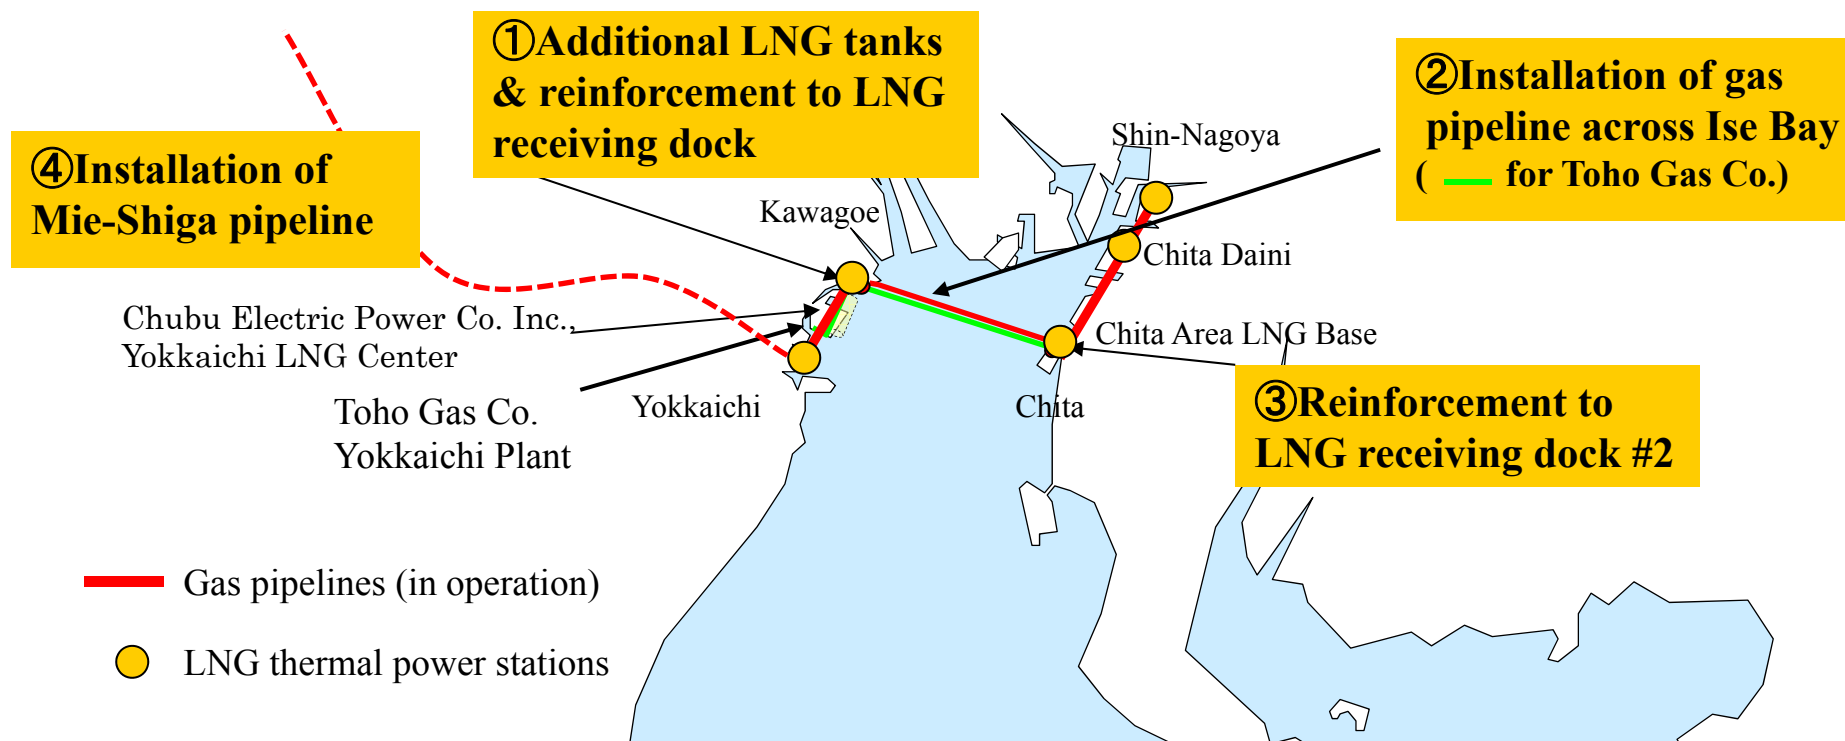 ①Additional LNG tanks
& reinforcement to LNG
receiving dock
②Installation of gas
pipeline across Ise Bay
( for Toho Gas Co.)
④Installation of
Mie-Shiga pipeline
Shin-Nagoya
Kawagoe
Chita Daini
Chubu Electric Power Co. Inc.,
Yokkaichi LNG Center
Chita Area LNG Base
Toho Gas Co.
Yokkaichi Plant
Yokkaichi
Chita
③Reinforcement to
LNG receiving dock #2
Gas pipelines (in operation)
LNG thermal power stations